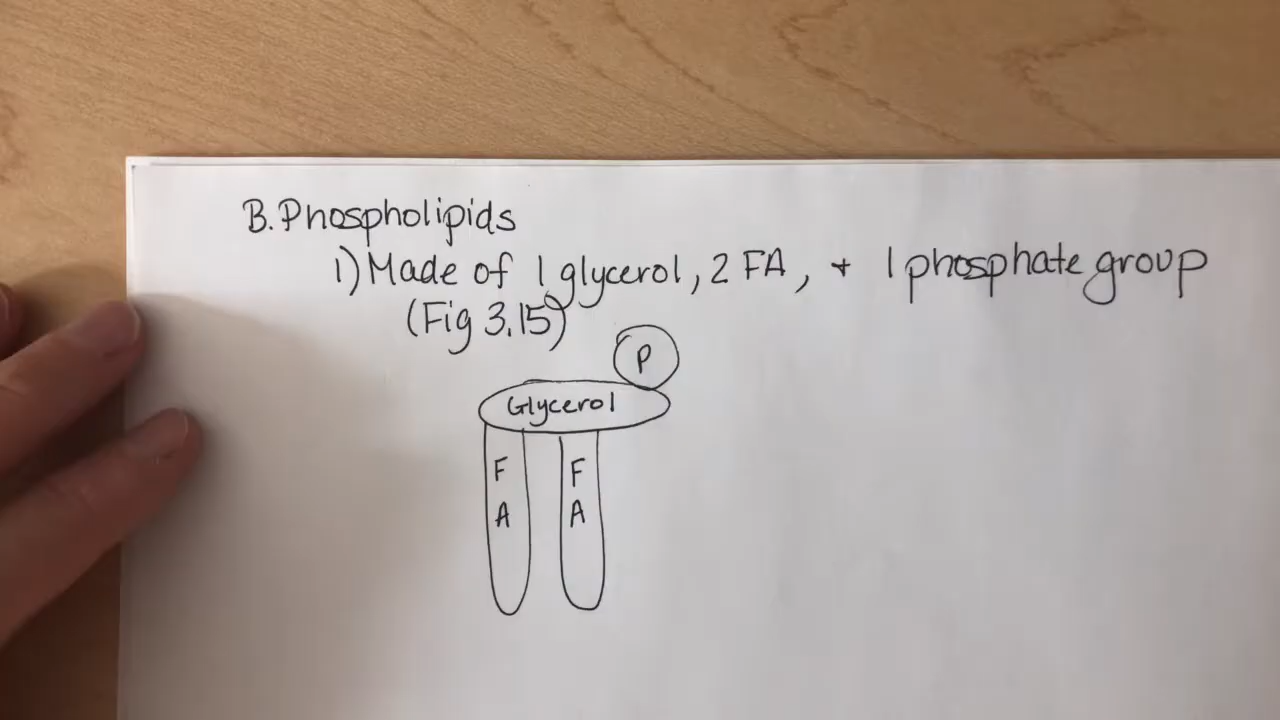 B. Phospholipids
1) Made of 1 glycerol, 2 FA, + 1 phosphate group
(Fig 3.15)
P
Glycerol
F F
A A